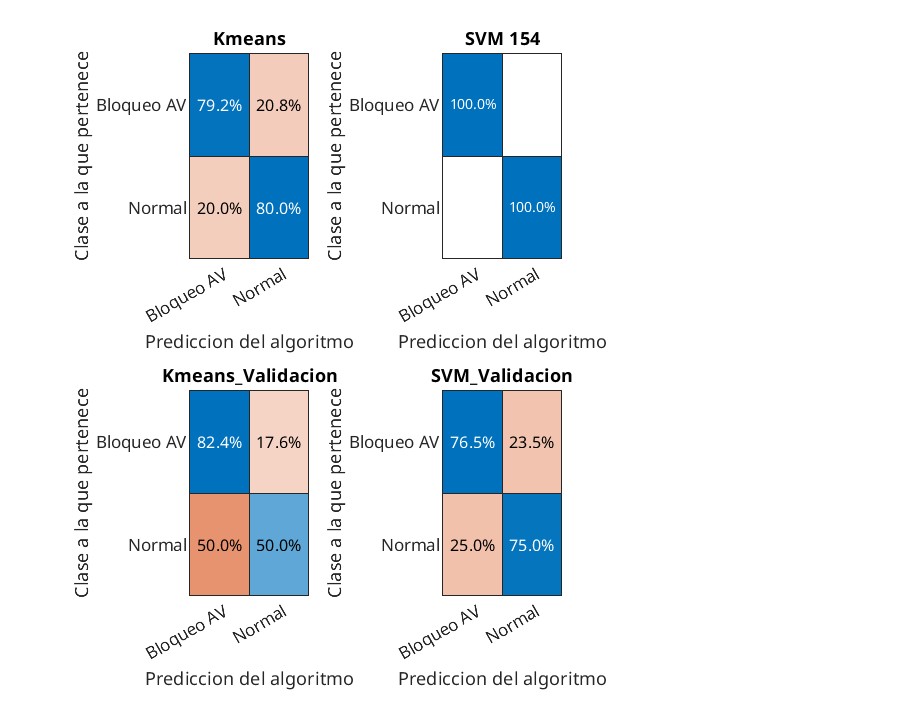 Kmeans
Clase a la que pertenece
Bloqueo AV
79.2%
20.8%
Normal
20.0%
80.0%
Bloqueo AV
Normal
Prediccion del algoritmo
SVM 154
Clase a la que pertenece
Bloqueo AV
100.0%
Normal
100.0%
Bloqueo AV
Normal
Prediccion del algoritmo
Kmeans_Validacion
Clase a la que pertenece
Bloqueo AV
82.4%
17.6%
Normal
50.0%
50.0%
Bloqueo AV
Normal
Prediccion del algoritmo
SVM_Validacion
Clase a la que pertenece
Bloqueo AV
76.5%
23.5%
Normal
25.0%
75.0%
Bloqueo AV
Normal
Prediccion del algoritmo